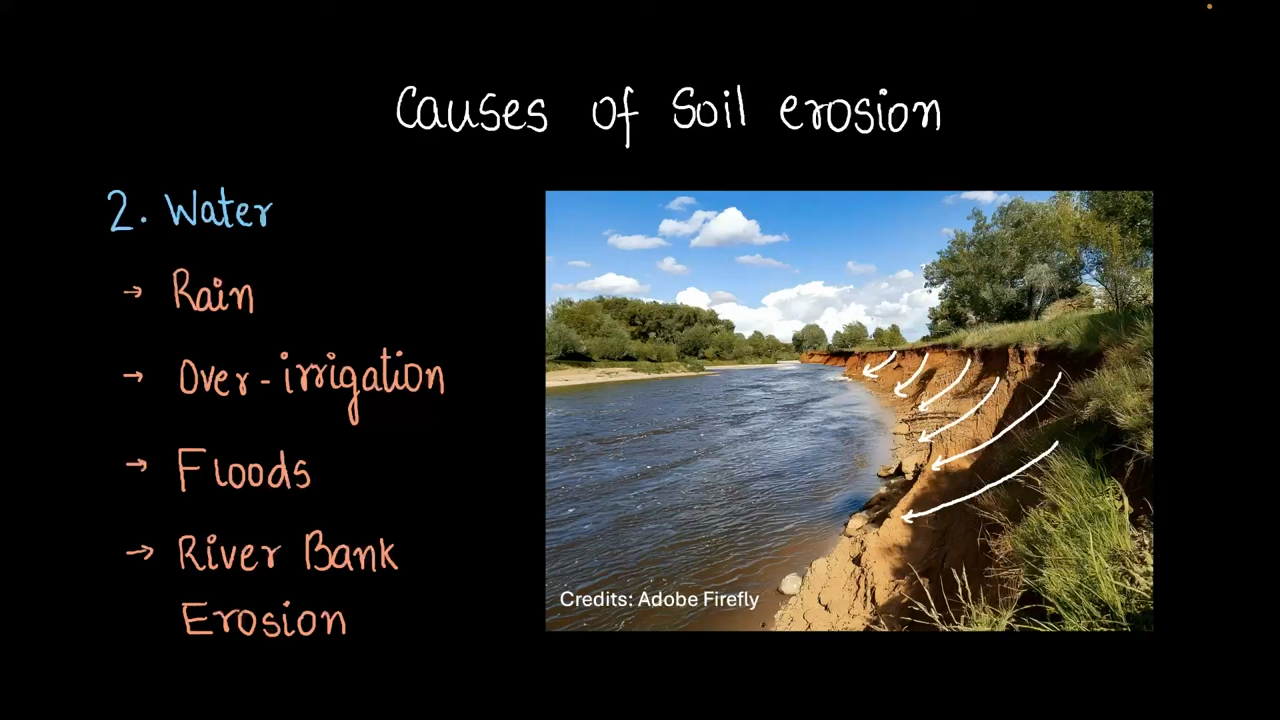 Causes of Soil erosion
2. Water
→ Rain
→ Over-irrigation
→ Floods
→ River Bank
Erosion
Credits: Adobe Firefly